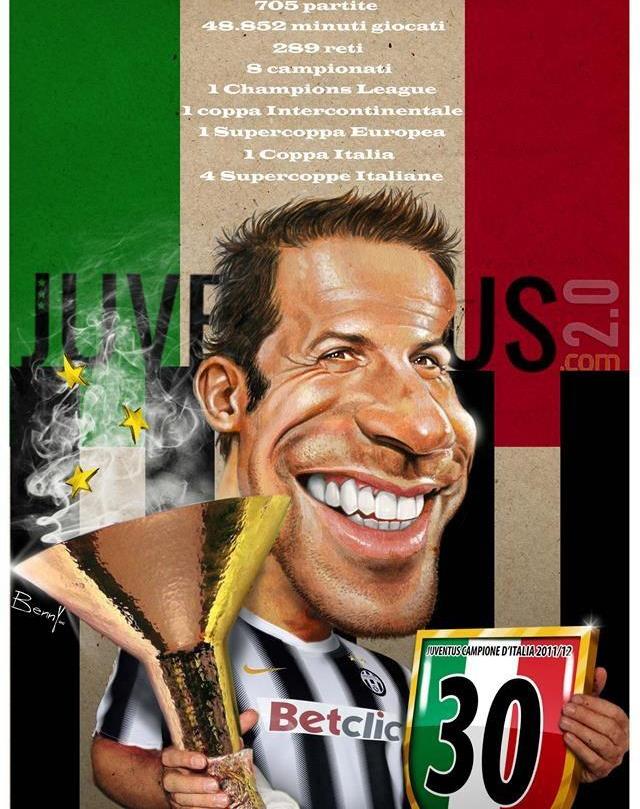 705 partite
48.852 minuti giocati
289 reti
8 campionati
1 Champions League
1 coppa Intercontinentale
1 Supercoppa Europea
1 Coppa Italia
4 Supercoppe Italiane
JUVE US 2.0
.com
Benny
Betclic
JUVENTUS CAMPIONE D'ITALIA 2011/12
30